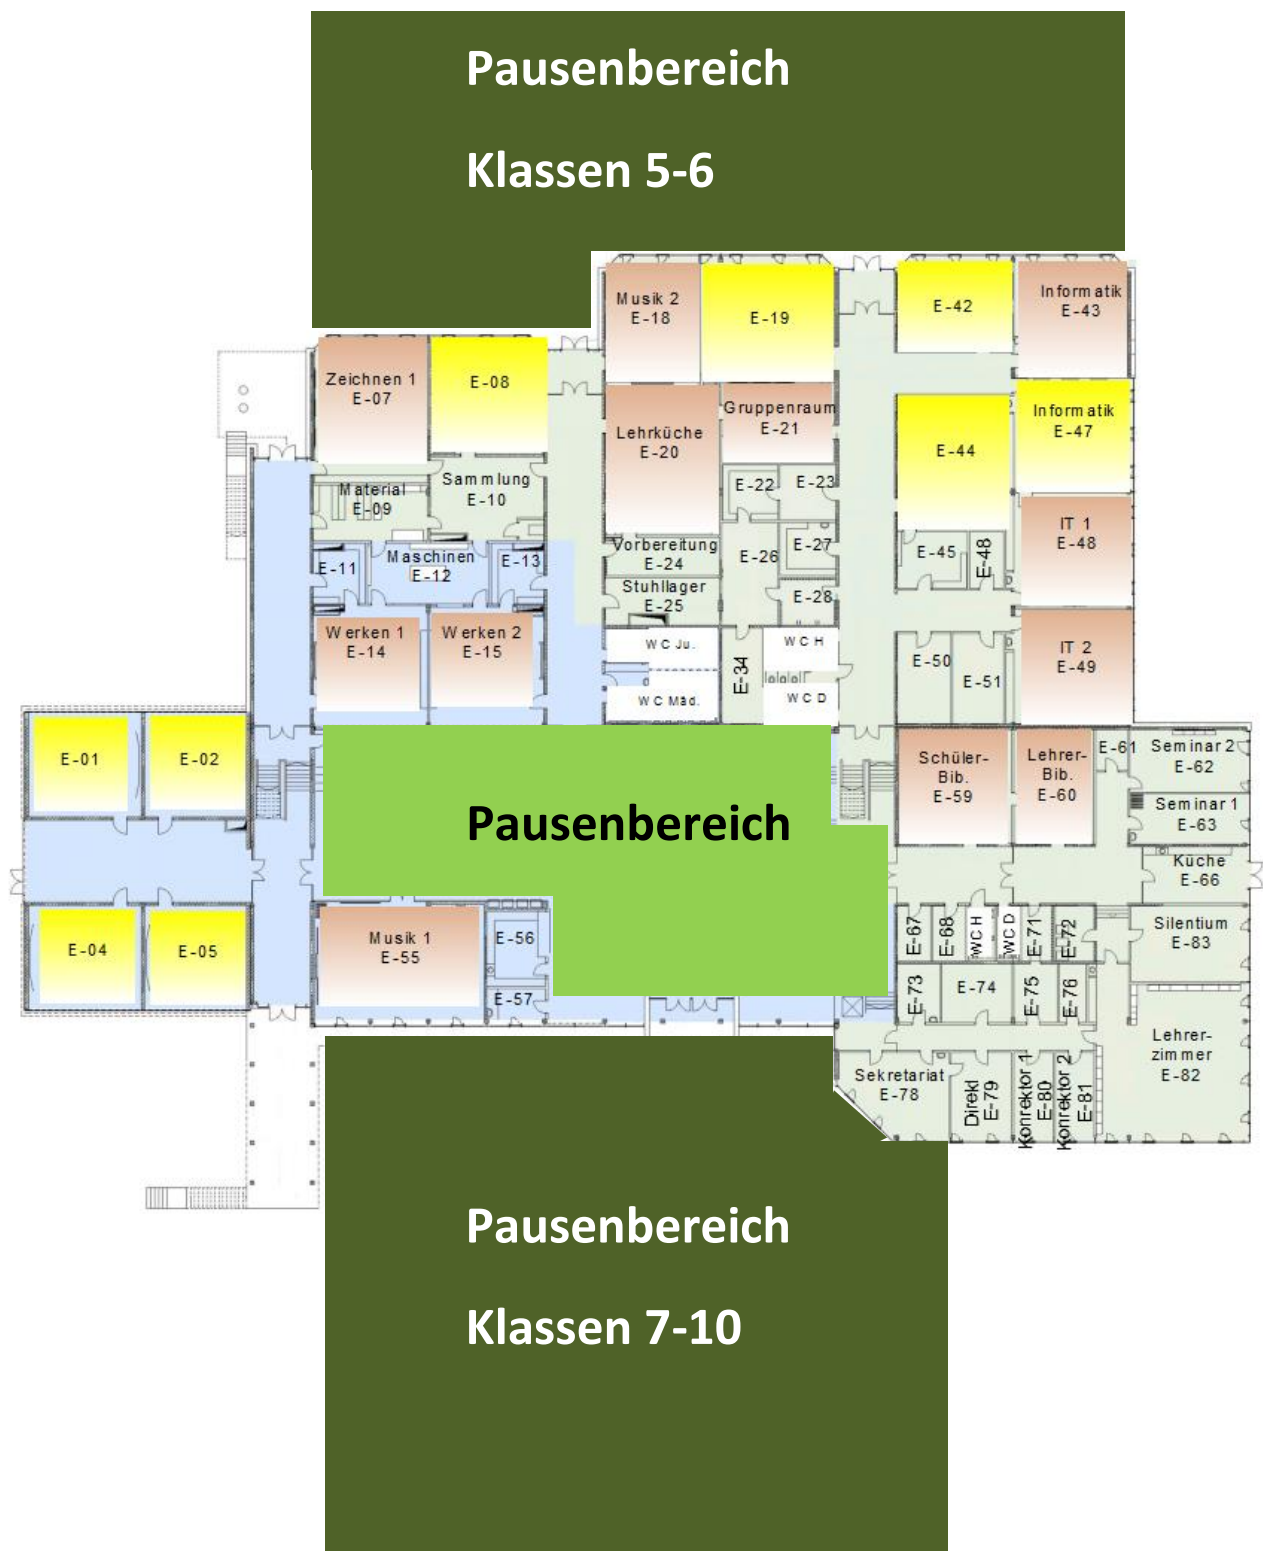 Pausenbereich
Klassen 5-6
Musik 2
E-18
E-19
E-42
Informatik
E-43
Zeichnen 1
E-07
E-08
Lehrküche
E-20
Gruppenraum
E-21
E-44
Informatik
E-47
Material
E-09
Sammlung
E-10
E-22
E-23
IT 1
E-48
E-11
Maschinen
E-12
E-13
Vorbereitung
E-24
E-26
E-27
E-45
E-48
Stuhllager
E-25
E-28
Werken 1
E-14
Werken 2
E-15
WC Ju.
WC Mäd.
E-34
WC H
WC D
E-50
E-51
IT 2
E-49
E-01
E-02
Pausenbereich
Schüler-
Bib.
E-59
Lehrer-
Bib.
E-60
E-61
Seminar 2
E-62
Seminar 1
E-63
Küche
E-66
E-04
E-05
Musik 1
E-55
E-56
E-57
E-67
E-68
WC H
WC D
E-71
E-72
Silentium
E-83
E-73
E-74
E-75
E-76
Sekretariat
E-78
Direkl
E-79
Konrektor 1
E-80
Konrektor 2
E-81
Lehrer-
zimmer
E-82
Pausenbereich
Klassen 7-10